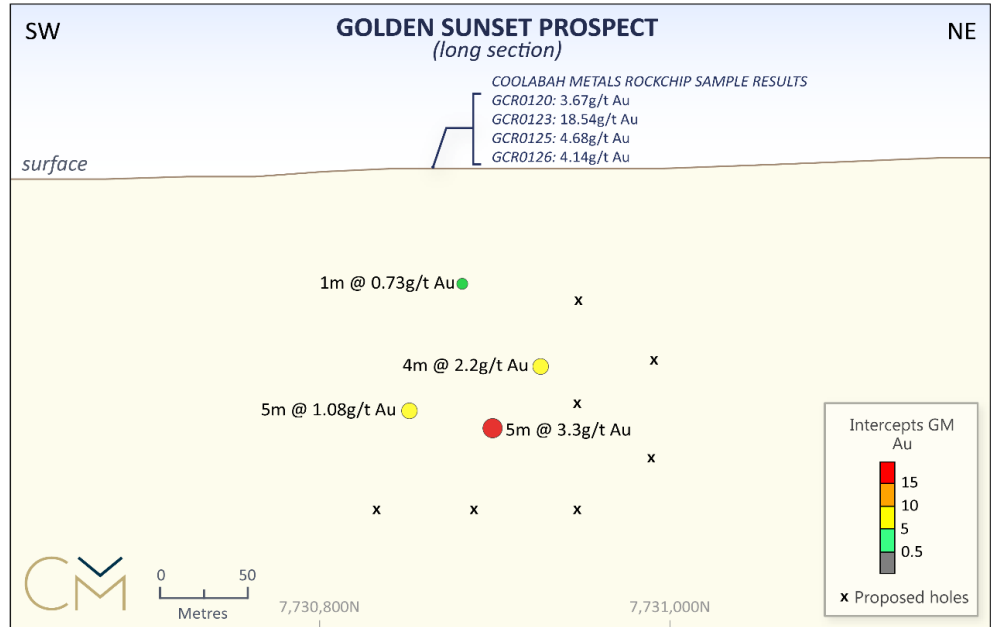 SW
GOLDEN SUNSET PROSPECT
NE
(long section)
COOLABAH METALS ROCKCHIP SAMPLE RESULTS
GCR0120: 3.67g/t Au
GCR0123: 18.54g/t Au
GCR0125: 4.68g/t Au
GCR0126: 4.14g/t Au
surface
1m @ 0.73g/t Au
x
4m @ 2.2g/t Au
x
5m @ 1.08g/t Au
x
5m @ 3.3g/t Au
x
x
x
x
Intercepts GM
Au
15
10
5
0.5
x Proposed holes
CM
0 50
Metres
7,730,800N
7,731,000N